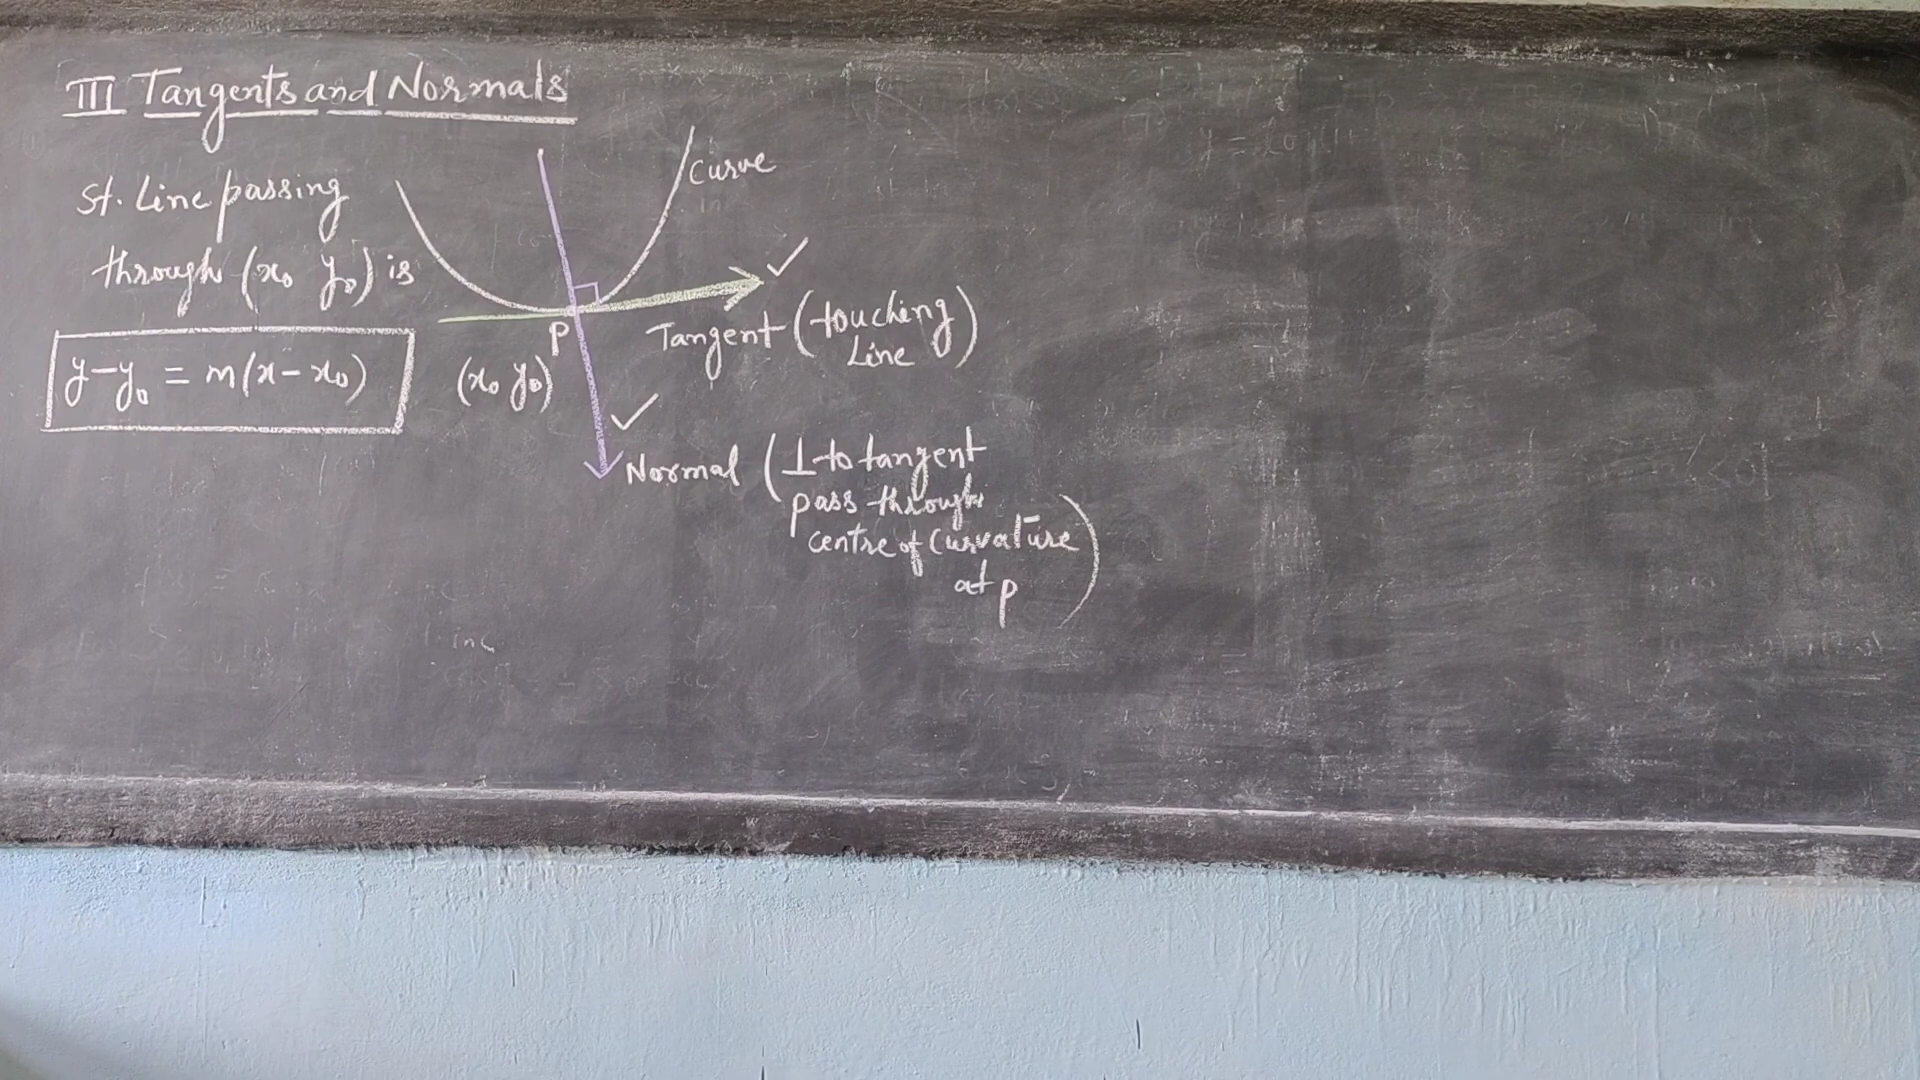 III Tangents and Normals
St. Line passing
through (x₀ y₀) is
y-y₀ = m(x-x₀)
Curve
P
(x₀ y₀)
Tangent (touching
Line)
Normal (⊥ to tangent
pass through
centre of Curvature
at p)